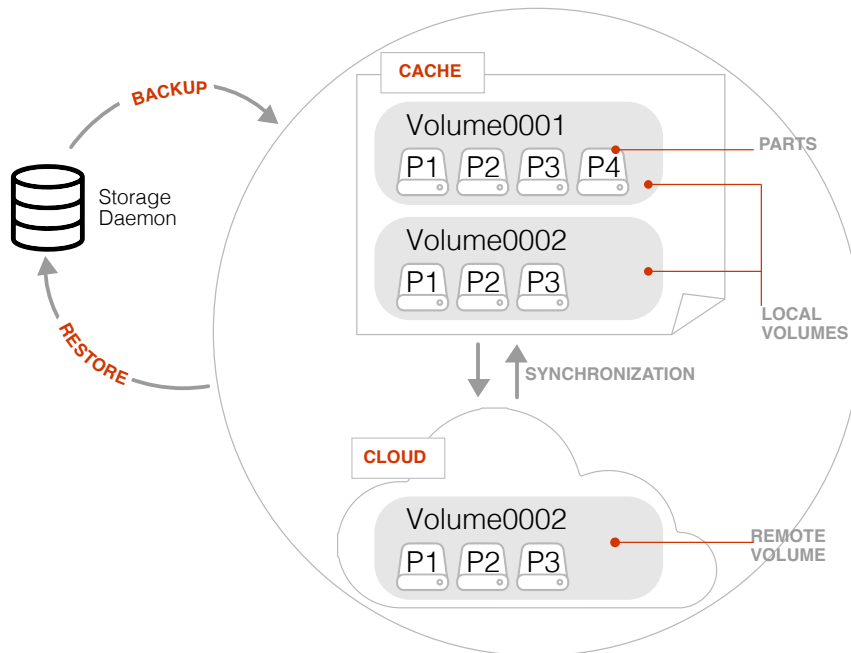 CACHE
BACKUP
Volume0001
PARTS
P1 P2 P3 P4
Storage
Daemon
Volume0002
P1 P2 P3
LOCAL
VOLUMES
RESTORE
SYNCHRONIZATION
CLOUD
Volume0002
REMOTE
VOLUME
P1 P2 P3